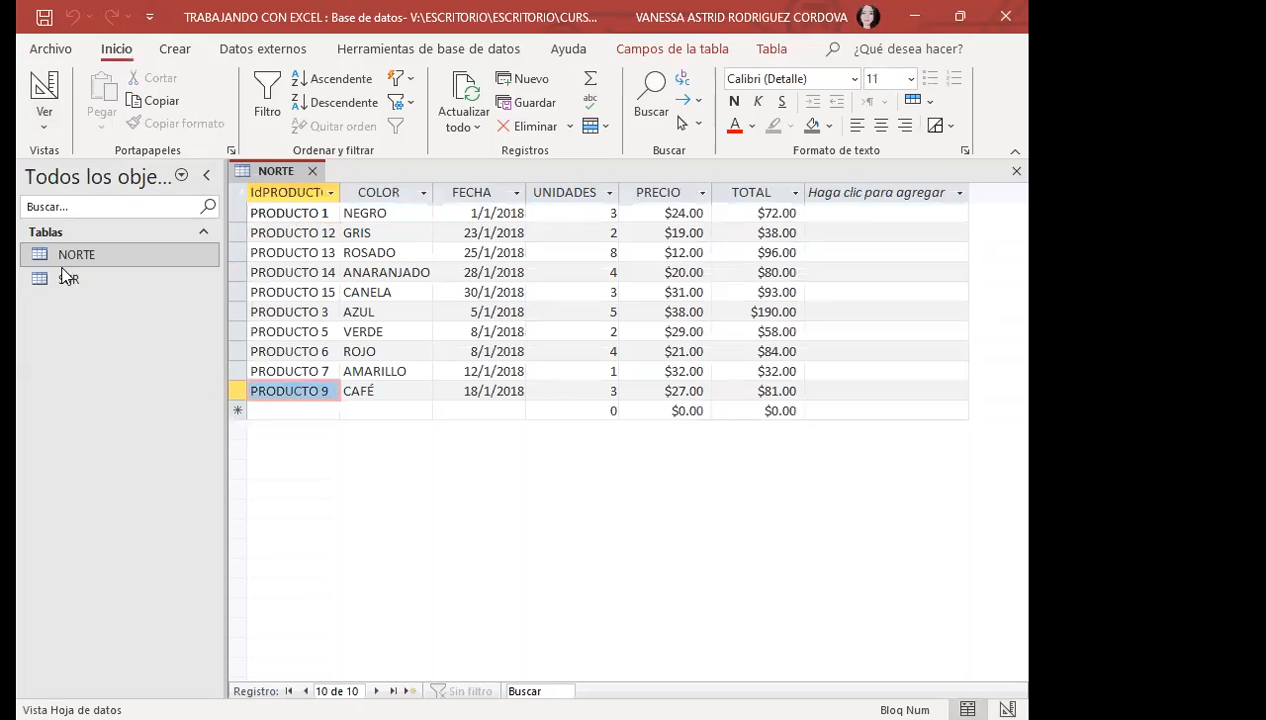 TRABAJANDO CON EXCEL : Base de datos- V:\ESCRITORIO\ESCRITORIO\CURS... VANESSA ASTRID RODRIGUEZ CORDOVA
Archivo Inicio Crear Datos externos Herramientas de base de datos Ayuda Campos de la tabla Tabla ¿Qué desea hacer?
Ver
Pegar
Cortar
Copiar
Copiar formato
Filtro
Ascendente
Descendente
Quitar orden
Actualizar
todo
Nuevo
Guardar
Eliminar
Buscar
Calibri (Detalle) 11
N K S
Vistas Portapapeles Ordenar y filtrar Registros Buscar Formato de texto
Todos los obje...
Buscar...
Tablas
NORTE
NORTE
IdPRODUCTO COLOR FECHA UNIDADES PRECIO TOTAL Haga clic para agregar
PRODUCTO 1 NEGRO 1/1/2018 3 $24.00 $72.00
PRODUCTO 12 GRIS 23/1/2018 2 $19.00 $38.00
PRODUCTO 13 ROSADO 25/1/2018 8 $12.00 $96.00
PRODUCTO 14 ANARANJADO 28/1/2018 4 $20.00 $80.00
PRODUCTO 15 CANELA 30/1/2018 3 $31.00 $93.00
PRODUCTO 3 AZUL 5/1/2018 5 $38.00 $190.00
PRODUCTO 5 VERDE 8/1/2018 2 $29.00 $58.00
PRODUCTO 6 ROJO 8/1/2018 4 $21.00 $84.00
PRODUCTO 7 AMARILLO 12/1/2018 1 $32.00 $32.00
PRODUCTO 9 CAFÉ 18/1/2018 3 $27.00 $81.00
0 $0.00 $0.00
Registro: 10 de 10 Sin filtro Buscar
Vista Hoja de datos Bloq Num